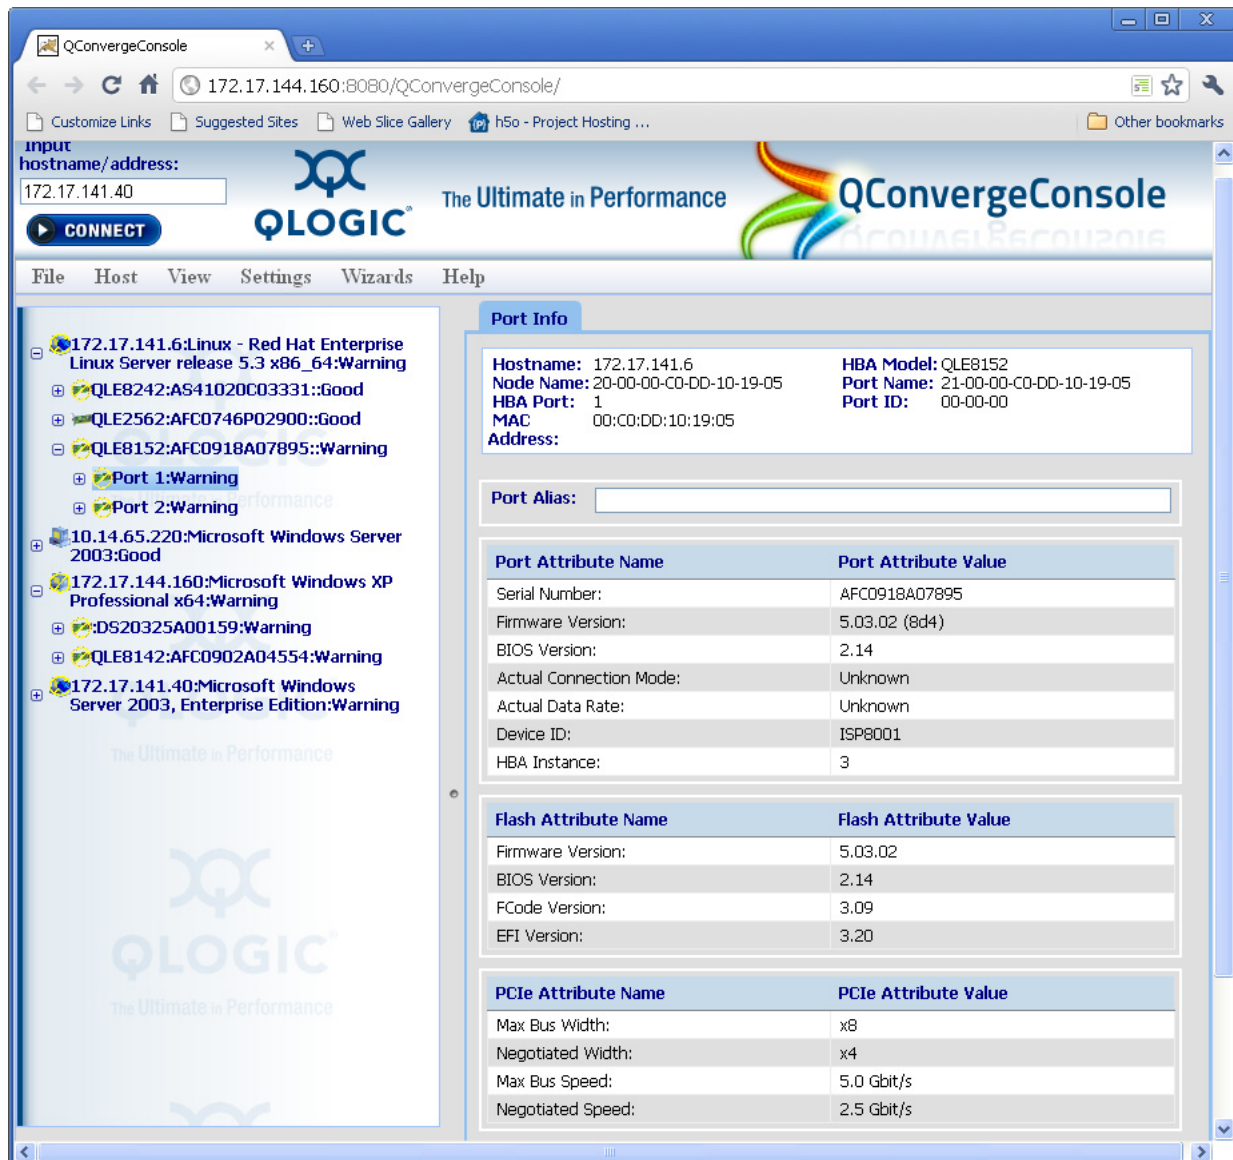 QConvergeConsole
172.17.144.160:8080/QConvergeConsole/
Customize Links Suggested Sites Web Slice Gallery h5o - Project Hosting ... Other bookmarks
Input
hostname/address:
172.17.141.40
CONNECT
QLOGIC
The Ultimate in Performance
QConvergeConsole
File Host View Settings Wizards Help
172.17.141.6:Linux - Red Hat Enterprise
Linux Server release 5.3 x86_64:Warning
QLE8242:AS41020C03331::Good
QLE2562:AFC0746P02900::Good
QLE8152:AFC0918A07895::Warning
Port 1:Warning
Port 2:Warning
10.14.65.220:Microsoft Windows Server
2003:Good
172.17.144.160:Microsoft Windows XP
Professional x64:Warning
:DS20325A00159:Warning
QLE8142:AFC0902A04554:Warning
172.17.141.40:Microsoft Windows
Server 2003, Enterprise Edition:Warning
The Ultimate in Performance
QLOGIC
The Ultimate in Performance
Port Info
Hostname: 172.17.141.6 HBA Model: QLE8152
Node Name: 20-00-00-C0-DD-10-19-05 Port Name: 21-00-00-C0-DD-10-19-05
HBA Port: 1 Port ID: 00-00-00
MAC 00:C0:DD:10:19:05
Address:
Port Alias:
Port Attribute Name Port Attribute Value
Serial Number: AFC0918A07895
Firmware Version: 5.03.02 (8d4)
BIOS Version: 2.14
Actual Connection Mode: Unknown
Actual Data Rate: Unknown
Device ID: ISP8001
HBA Instance: 3
Flash Attribute Name Flash Attribute Value
Firmware Version: 5.03.02
BIOS Version: 2.14
FCode Version: 3.09
EFI Version: 3.20
PCIe Attribute Name PCIe Attribute Value
Max Bus Width: x8
Negotiated Width: x4
Max Bus Speed: 5.0 Gbit/s
Negotiated Speed: 2.5 Gbit/s